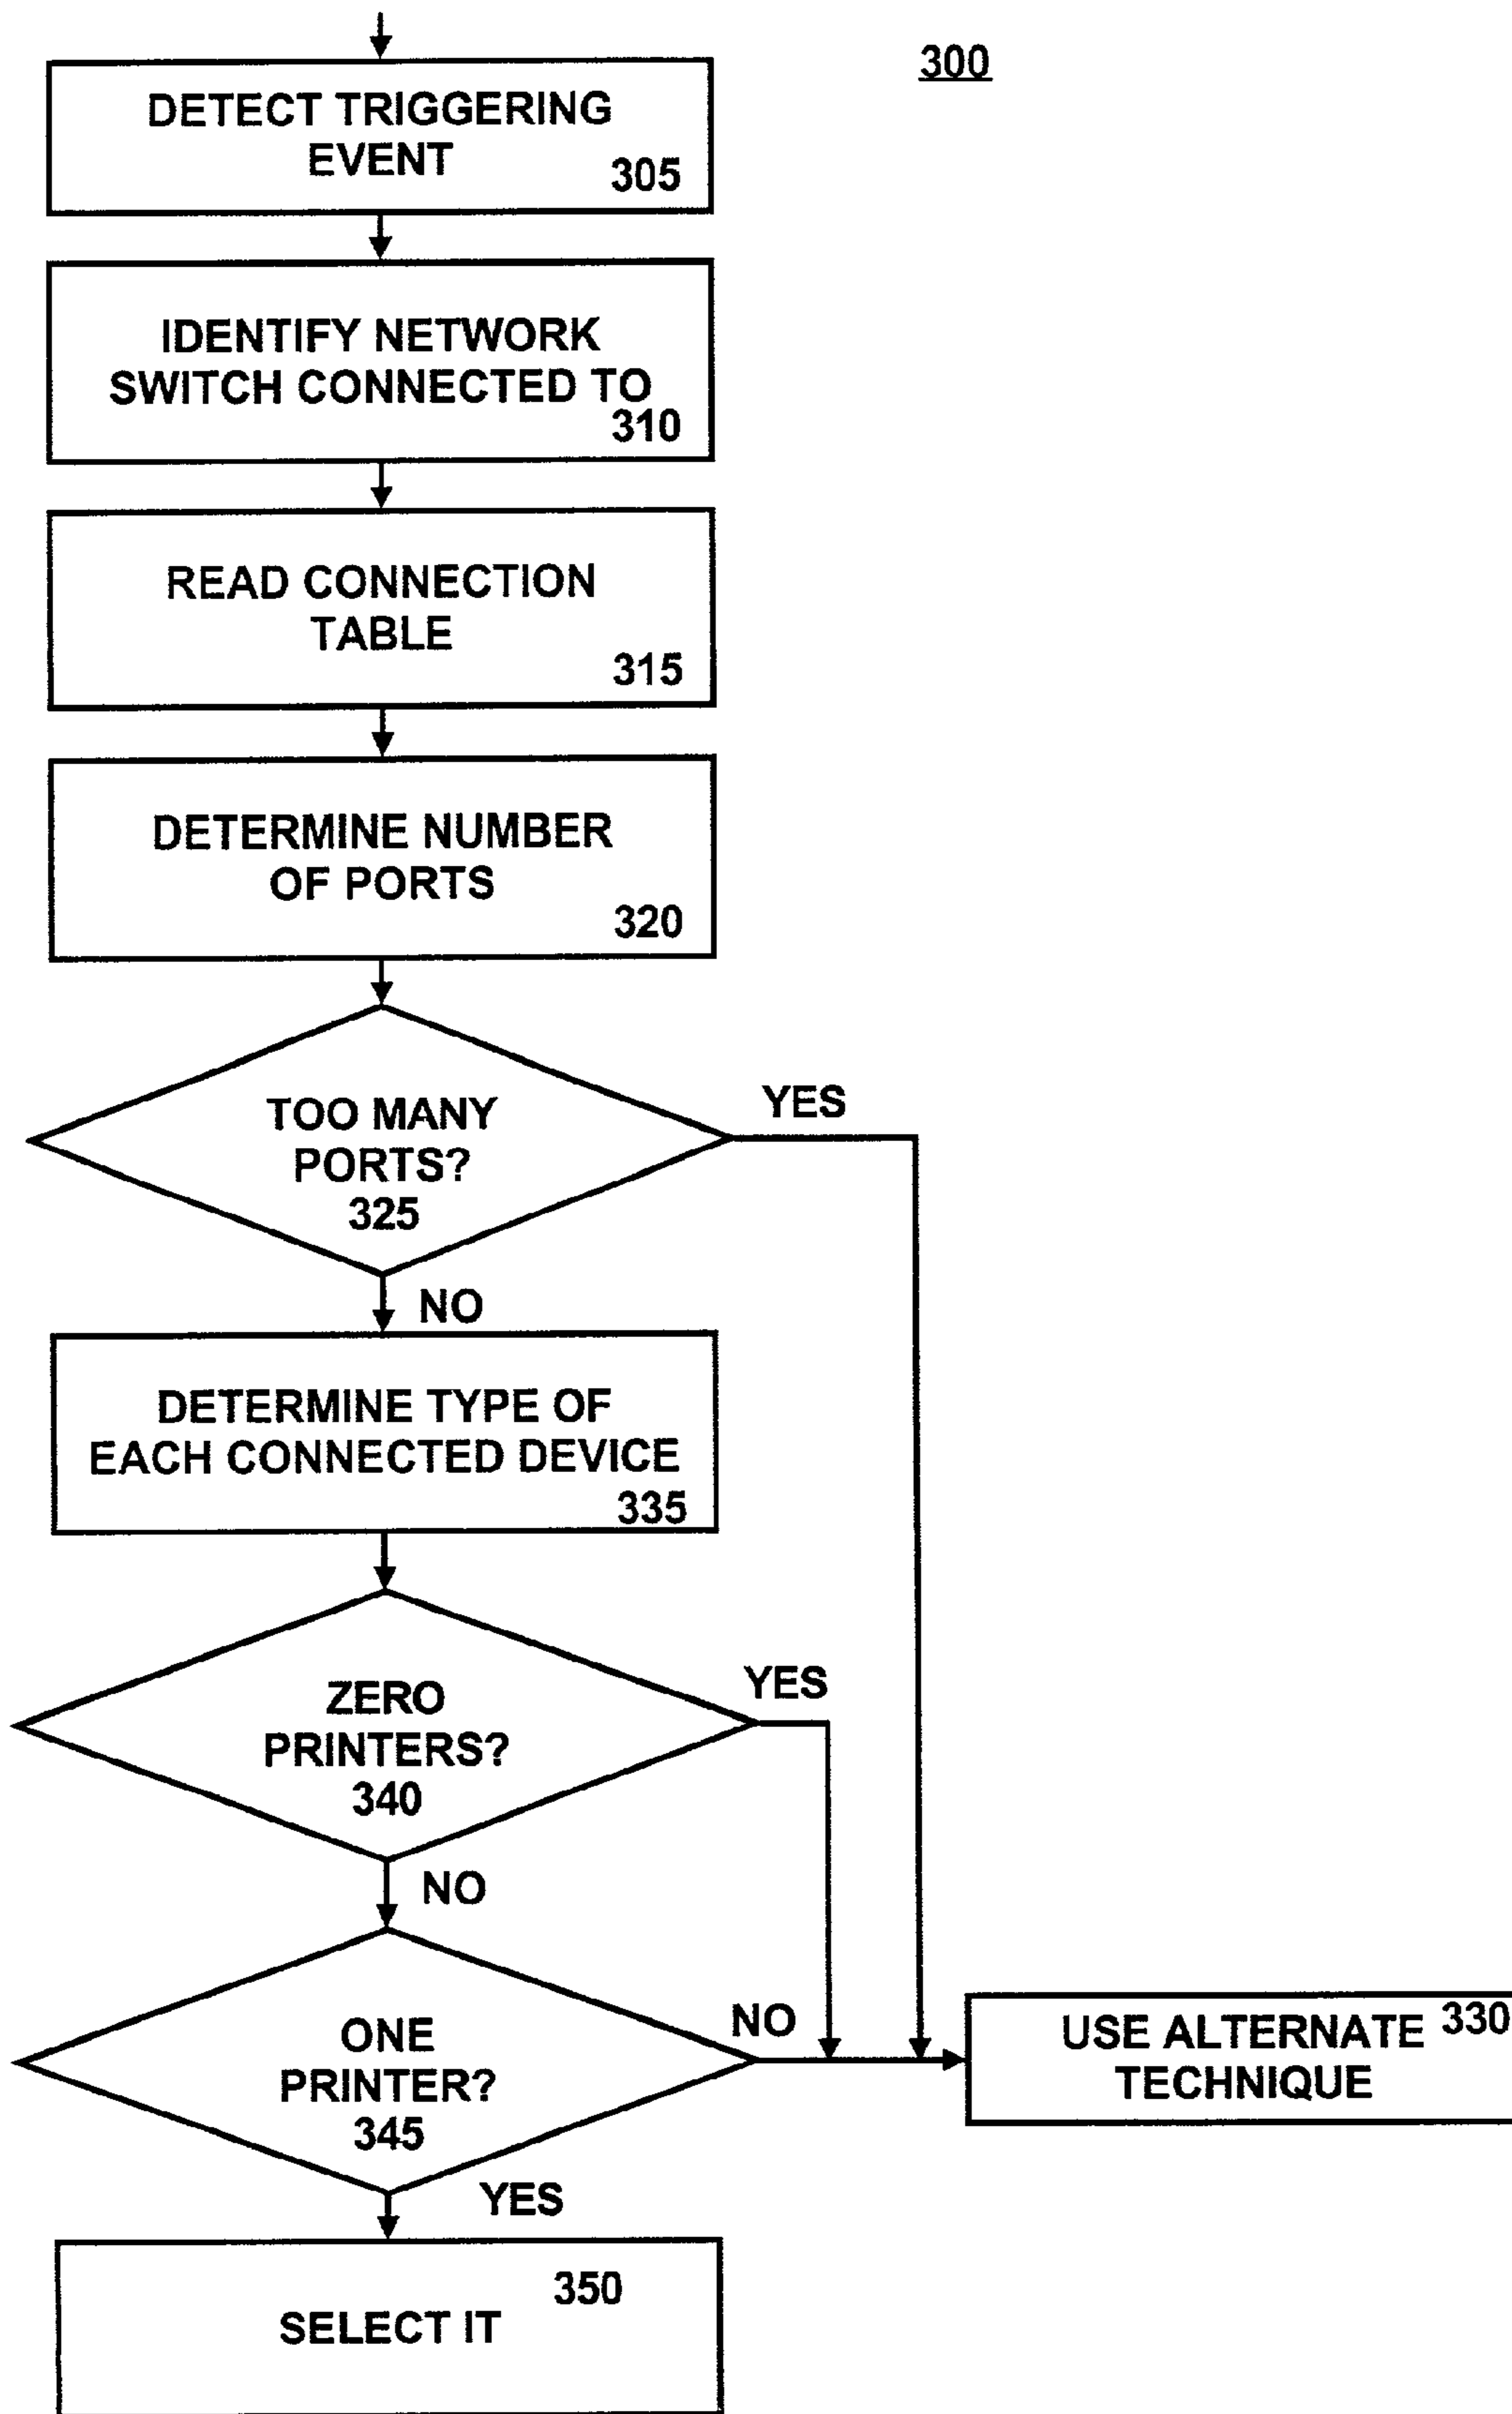 300
DETECT TRIGGERING
EVENT
305
IDENTIFY NETWORK
SWITCH CONNECTED TO
310
READ CONNECTION
TABLE
315
DETERMINE NUMBER
OF PORTS
320
TOO MANY
PORTS?
325
YES
NO
DETERMINE TYPE OF
EACH CONNECTED DEVICE
335
ZERO
PRINTERS?
340
YES
NO
ONE
PRINTER?
345
NO
YES
USE ALTERNATE 330
TECHNIQUE
350
SELECT IT